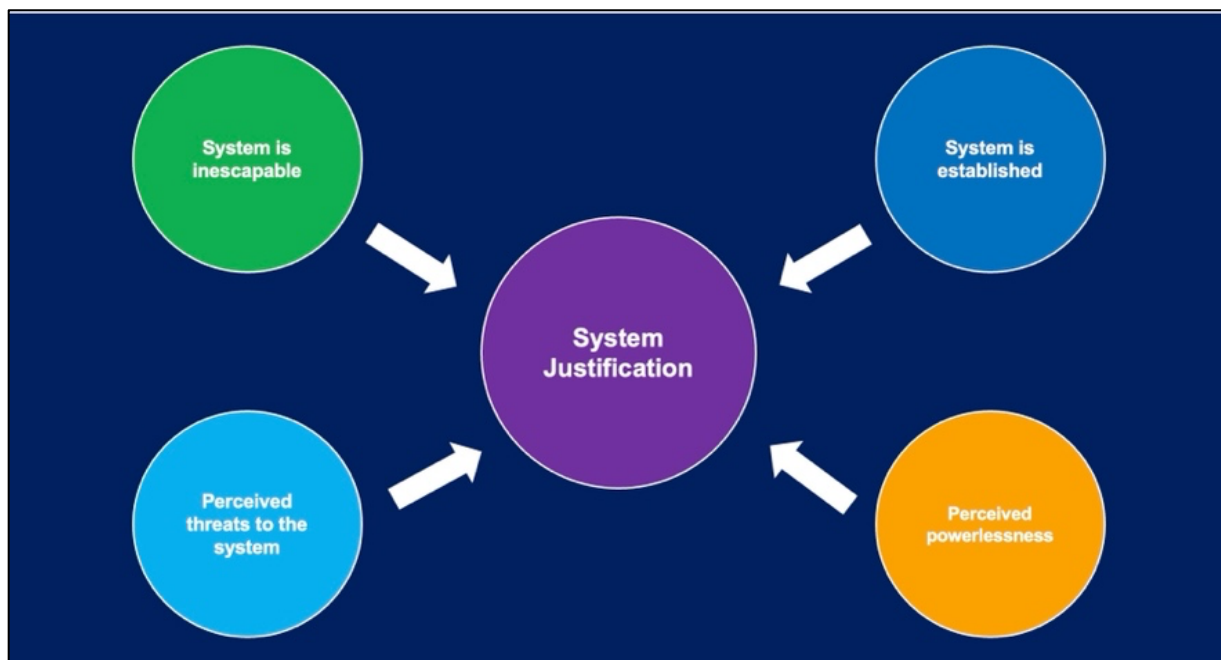 System is
inescapable
System is
established
System
Justification
Perceived
threats to the
system
Perceived
powerlessness